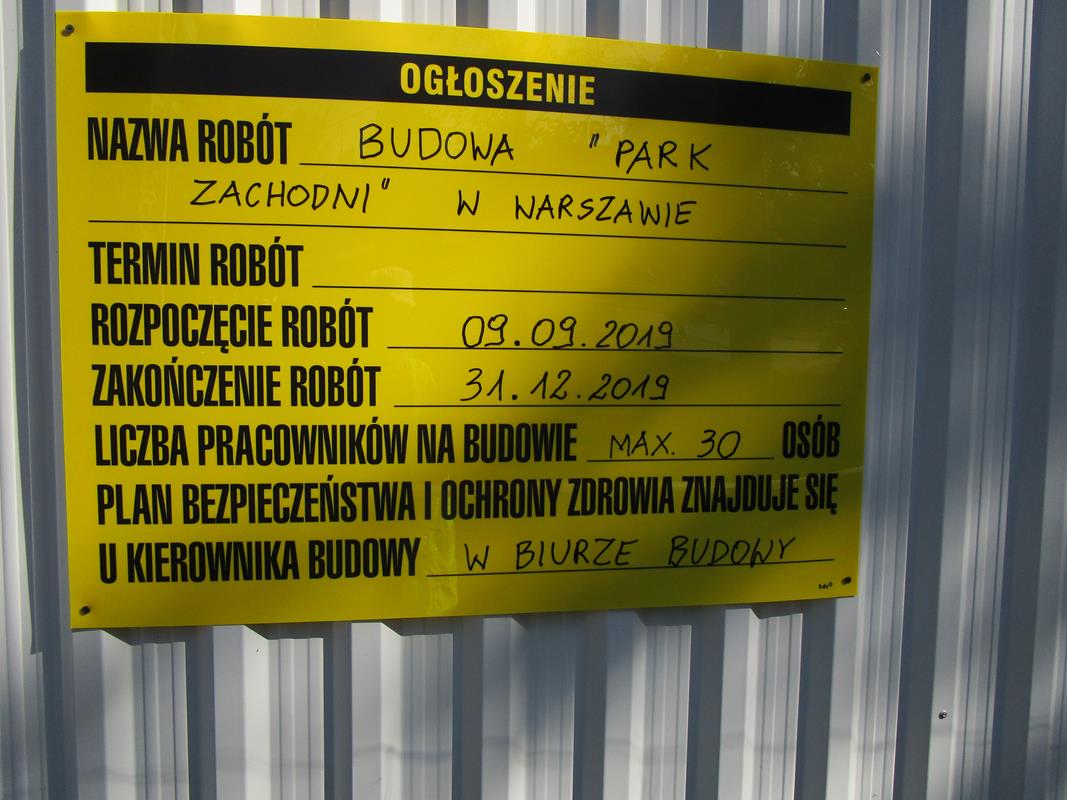 OGŁOSZENIE
NAZWA ROBÓT BUDOWA "PARK
ZACHODNI" W WARSZAWIE
TERMIN ROBÓT
ROZPOCZĘCIE ROBÓT 09.09.2019
ZAKOŃCZENIE ROBÓT 31.12.2019
LICZBA PRACOWNIKÓW NA BUDOWIE MAX. 30 OSÓB
PLAN BEZPIECZEŃSTWA I OCHRONY ZDROWIA ZNAJDUJE SIĘ
U KIEROWNIKA BUDOWY W BIURZE BUDOWY